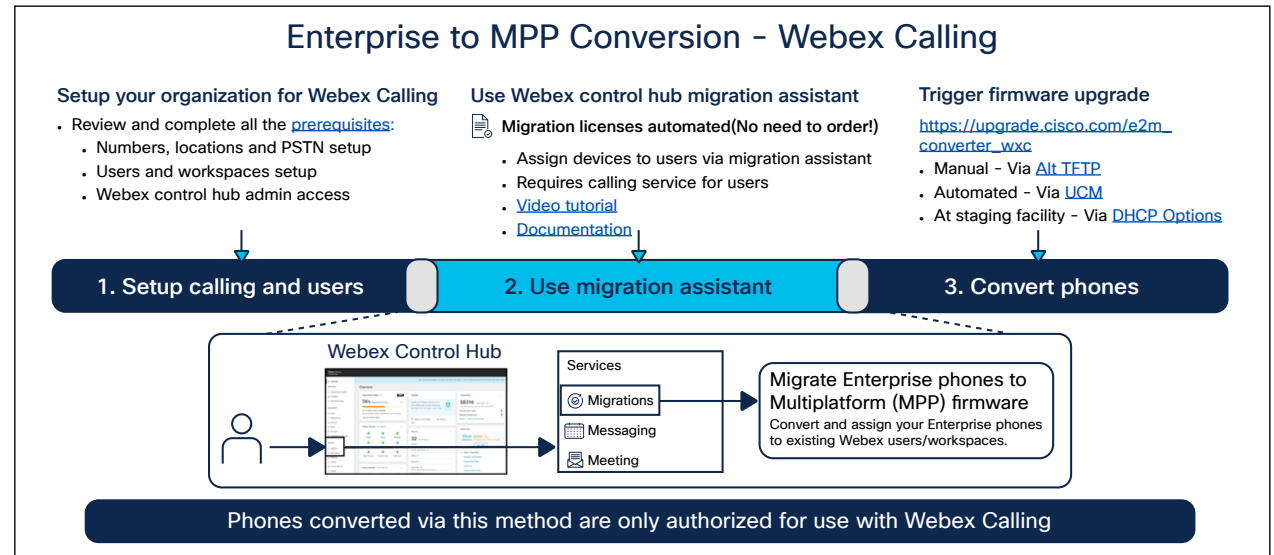 Enterprise to MPP Conversion - Webex Calling
Setup your organization for Webex Calling
• Review and complete all the prerequisites:
• Numbers, locations and PSTN setup
• Users and workspaces setup
• Webex control hub admin access
Use Webex control hub migration assistant
Migration licenses automated(No need to order!)
• Assign devices to users via migration assistant
• Requires calling service for users
• Video tutorial
• Documentation
Trigger firmware upgrade
https://upgrade.cisco.com/e2m_
converter_wxc
• Manual - Via Alt TFTP
• Automated - Via UCM
• At staging facility - Via DHCP Options
1. Setup calling and users
2. Use migration assistant
3. Convert phones
Webex Control Hub
Services
Migrations
Messaging
Meeting
Migrate Enterprise phones to
Multiplatform (MPP) firmware
Convert and assign your Enterprise phones
to existing Webex users/workspaces.
Phones converted via this method are only authorized for use with Webex Calling